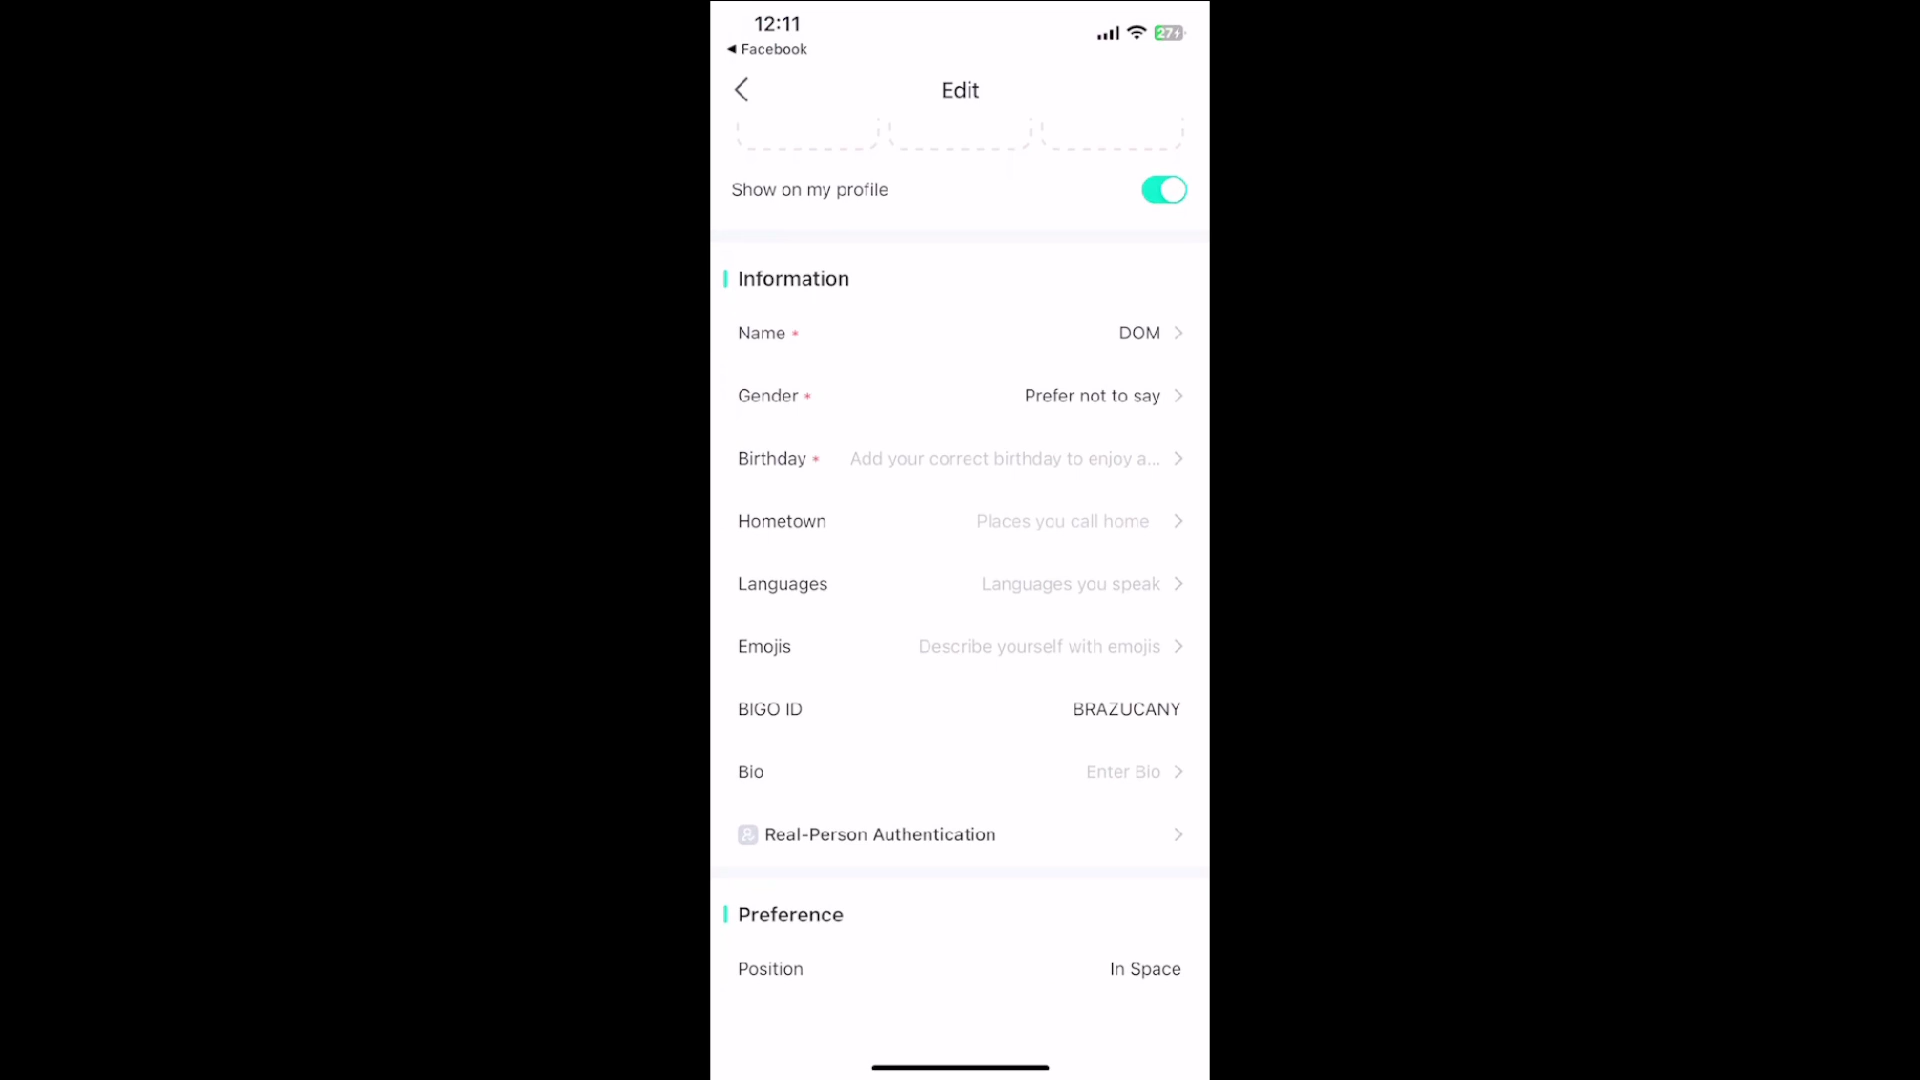 12:11
27
◀ Facebook
Edit
Show on my profile
Information
Name * DOM
Gender * Prefer not to say
Birthday * Add your correct birthday to enjoy a...
Hometown Places you call home
Languages Languages you speak
Emojis Describe yourself with emojis
BIGO ID BRAZUCANY
Bio Enter Bio
Real-Person Authentication
Preference
Position In Space